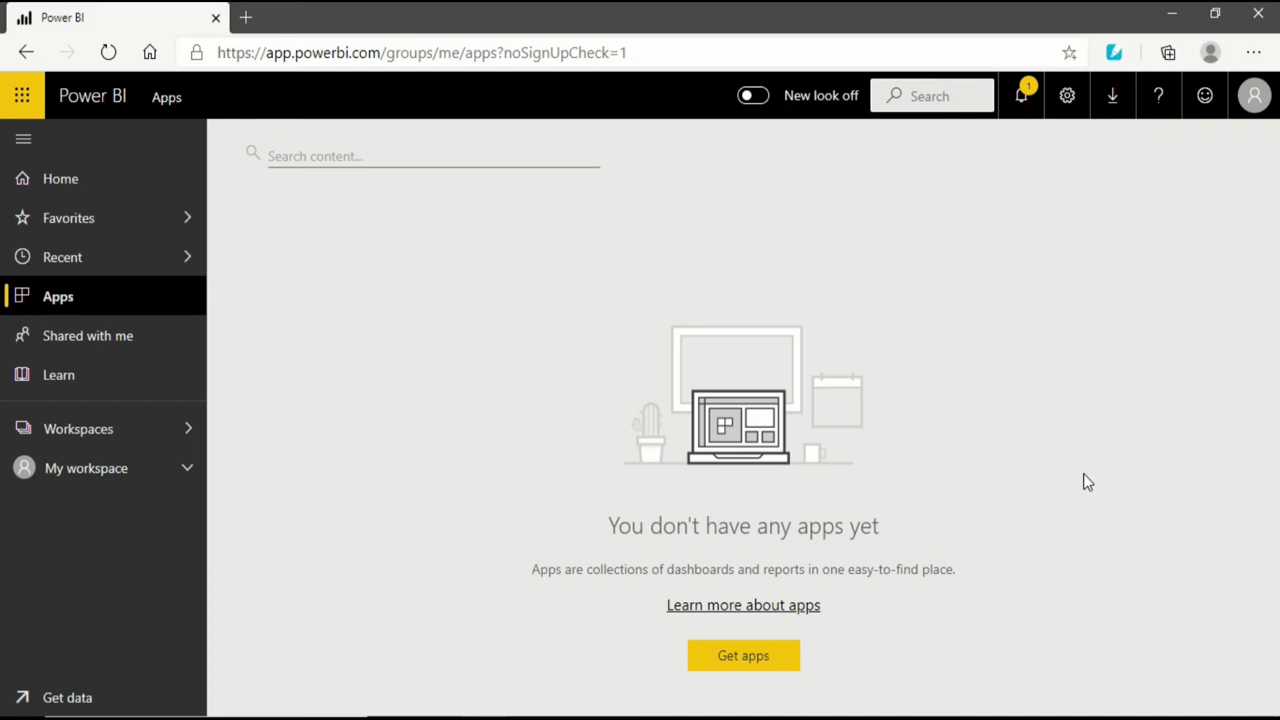 Power BI
https://app.powerbi.com/groups/me/apps?noSignUpCheck=1
Power BI Apps New look off Search 1
Search content...
Home
Favorites
Recent
Apps
Shared with me
Learn
Workspaces
My workspace
You don't have any apps yet
Apps are collections of dashboards and reports in one easy-to-find place.
Learn more about apps
Get apps
Get data